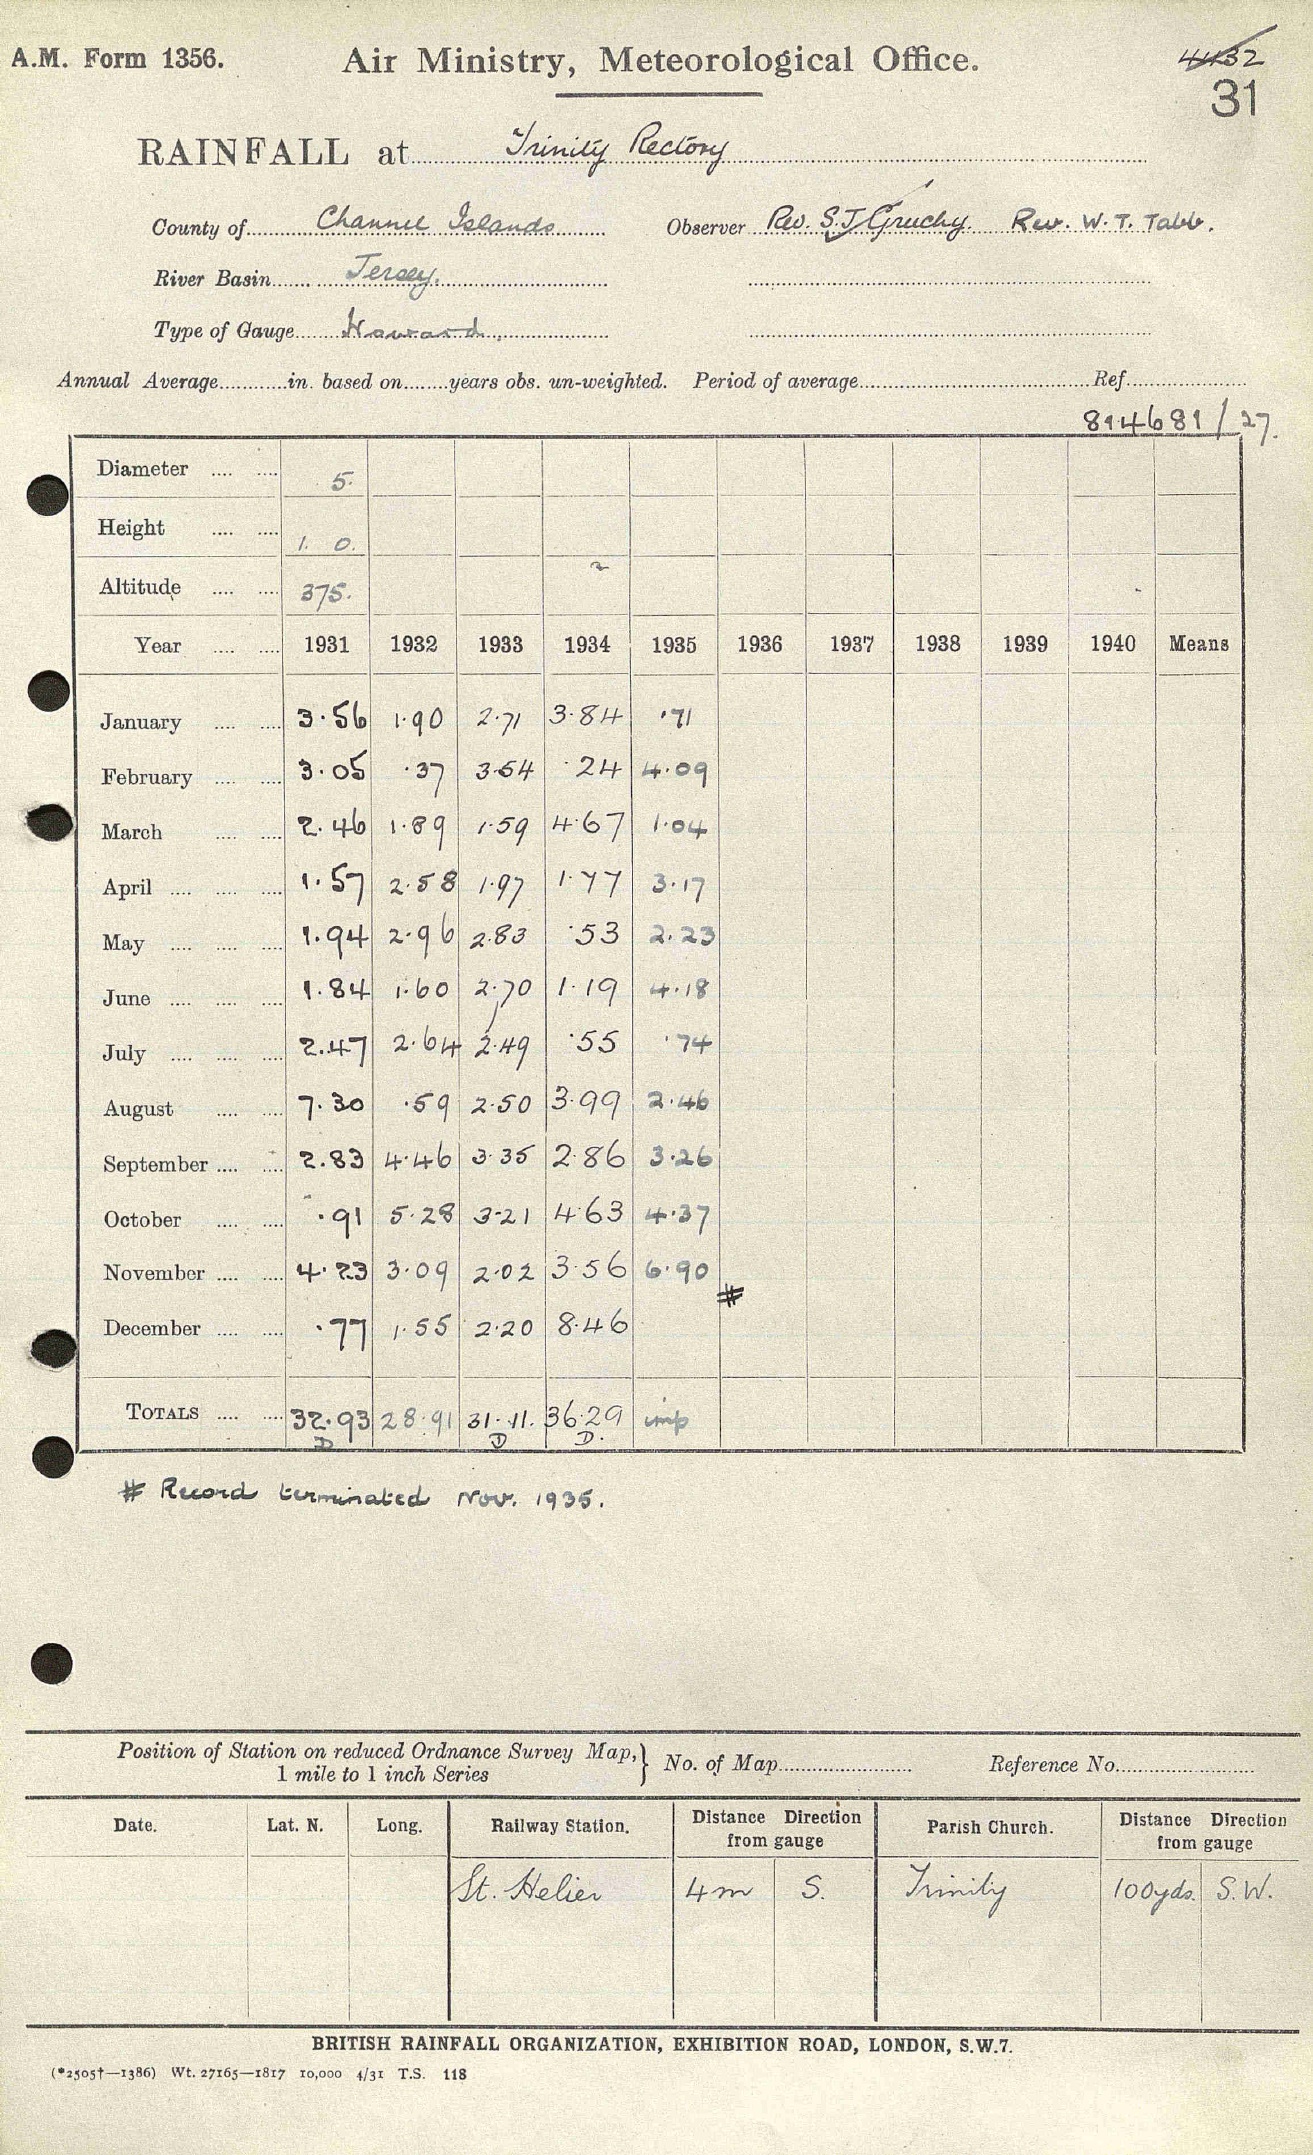 A.M. Form 1356. Air Ministry, Meteorological Office. 4432
31
RAINFALL at Trinity Rectory
County of Channel Islands Observer Rev. S.J Gruchy. Rev. W. T. Tabb.
River Basin Jersey.
Type of Gauge Howard.
Annual Average in. based on years obs. un-weighted. Period of average Ref.
814681/27.
Diameter 5.
Height 1. 0.
Altitude 375.
Year 1931 1932 1933 1934 1935 1936 1937 1938 1939 1940 Means
January 3.56 1.90 2.71 3.84 .71
February 3.05 .37 3.54 .24 4.09
March 2.46 1.89 1.59 4.67 1.04
April 1.57 2.58 1.97 1.77 3.17
May 1.94 2.96 2.83 .53 2.23
June 1.84 1.60 2.70 1.19 4.18
July 2.47 2.64 2.49 .55 .74
August 7.30 .59 2.50 3.99 2.46
September 2.83 4.46 3.35 2.86 3.26
October .91 5.28 3.21 4.63 4.37
November 4.23 3.09 2.02 3.56 6.90
#
December .77 1.55 2.20 8.46
TOTALS 32.93 28.91 31.11. 36.29 imp
D D D.
# Record terminated Nov. 1935.
Position of Station on reduced Ordnance Survey Map, 1 mile to 1 inch Series } No. of Map Reference No.
Date. Lat. N. Long. Railway Station. Distance Direction from gauge Parish Church. Distance Direction from gauge
St. Helier 4m S. Trinity 100yds. S.W.
BRITISH RAINFALL ORGANIZATION, EXHIBITION ROAD, LONDON, S.W.7.
(*2505†—1386) Wt. 27165—1817 10,000 4/31 T.S. 118